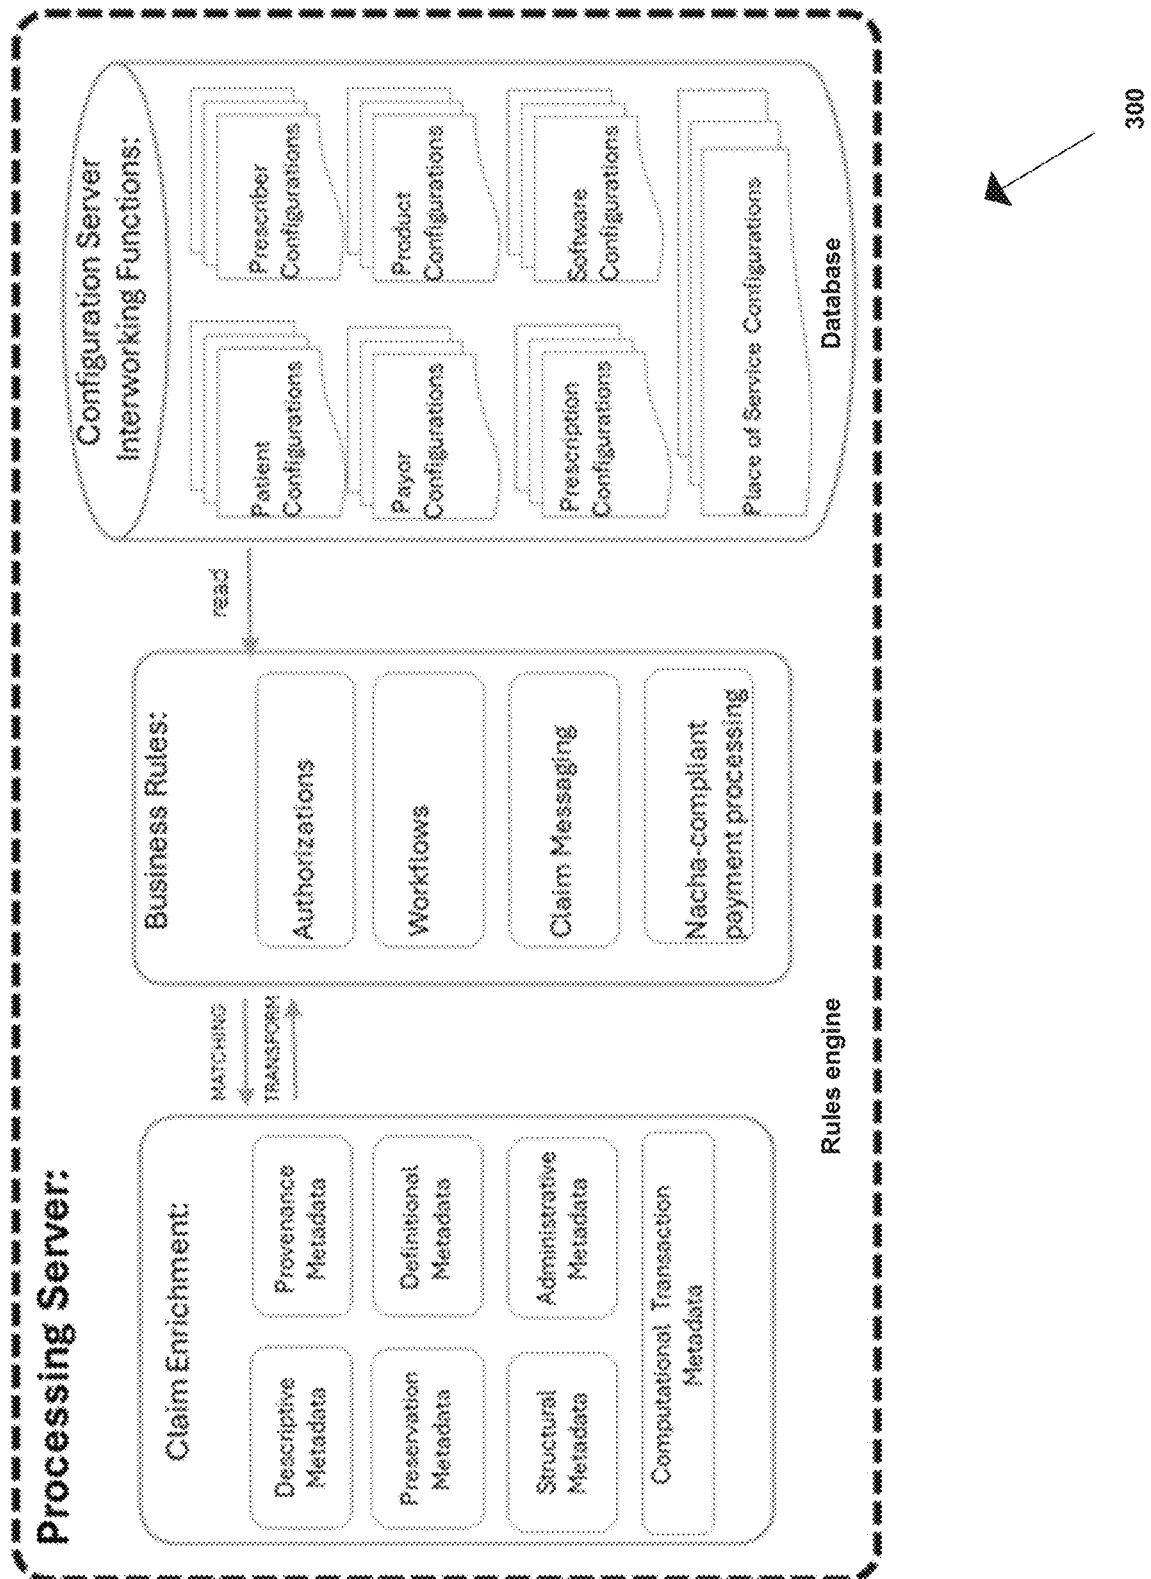 Processing Server:
Claim Enrichment:
Descriptive
Metadata
Provenance
Metadata
Preservation
Metadata
Definitional
Metadata
Structural
Metadata
Administrative
Metadata
Computational Transaction
Metadata
MATCHING
TRANSFORM
Business Rules:
Authorizations
Workflows
Claim Messaging
Nacha-compliant
payment processing
Rules engine
read
Configuration Server
Interworking Functions:
Patient
Configurations
Prescriber
Configurations
Payor
Configurations
Product
Configurations
Prescription
Configurations
Software
Configurations
Place of Service Configurations
Database
300